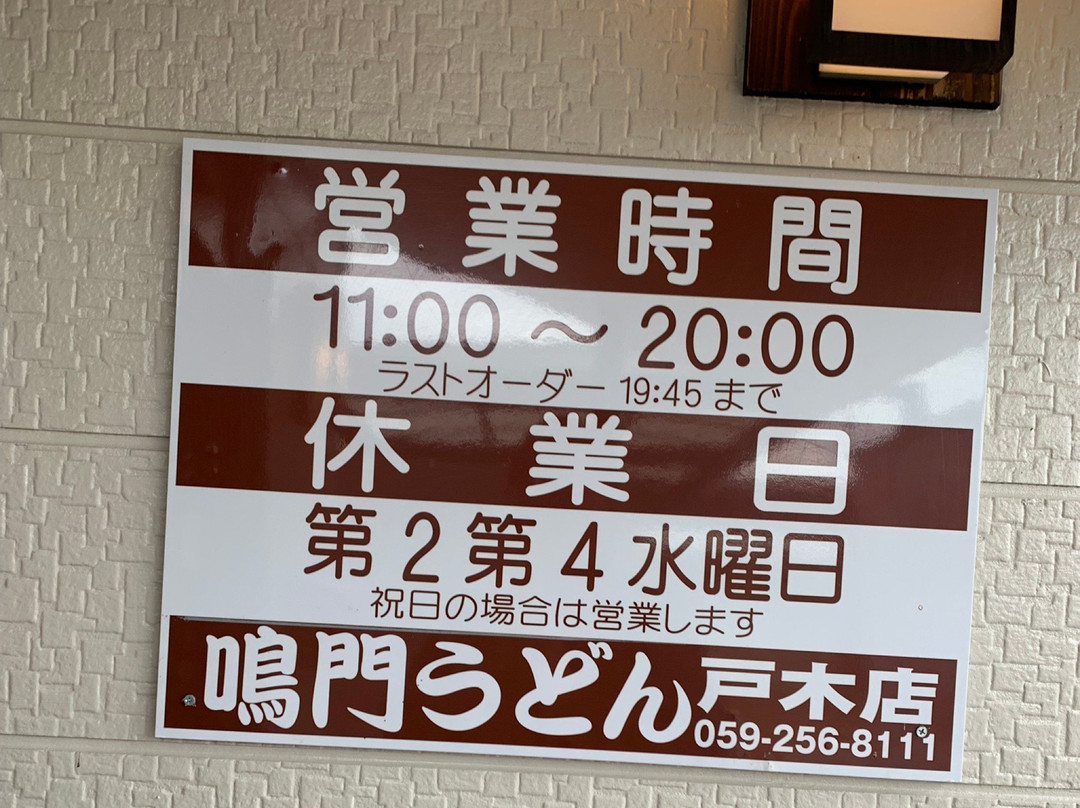 営業時間
11:00 〜 20:00
ラストオーダー 19:45 まで
休業日
第2第4水曜日
祝日の場合は営業します
鳴門うどん 戸木店
059-256-8111